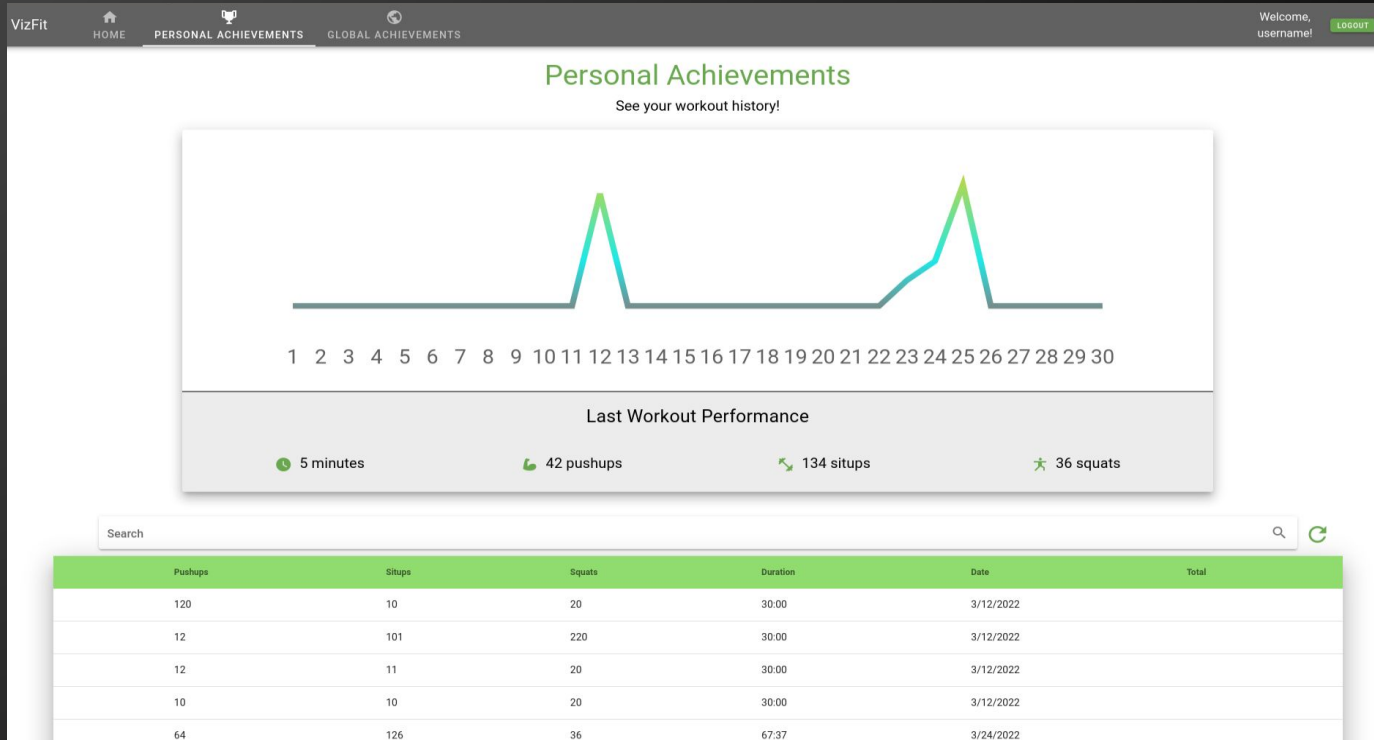 VizFit
HOME
PERSONAL ACHIEVEMENTS
GLOBAL ACHIEVEMENTS
Welcome,
username!
LOGOUT
Personal Achievements
See your workout history!
1 2 3 4 5 6 7 8 9 10 11 12 13 14 15 16 17 18 19 20 21 22 23 24 25 26 27 28 29 30
Last Workout Performance
5 minutes 42 pushups 134 situps 36 squats
Search
Pushups Situps Squats Duration Date Total
120 10 20 30:00 3/12/2022
12 101 220 30:00 3/12/2022
12 11 20 30:00 3/12/2022
10 10 20 30:00 3/12/2022
64 126 36 67:37 3/24/2022